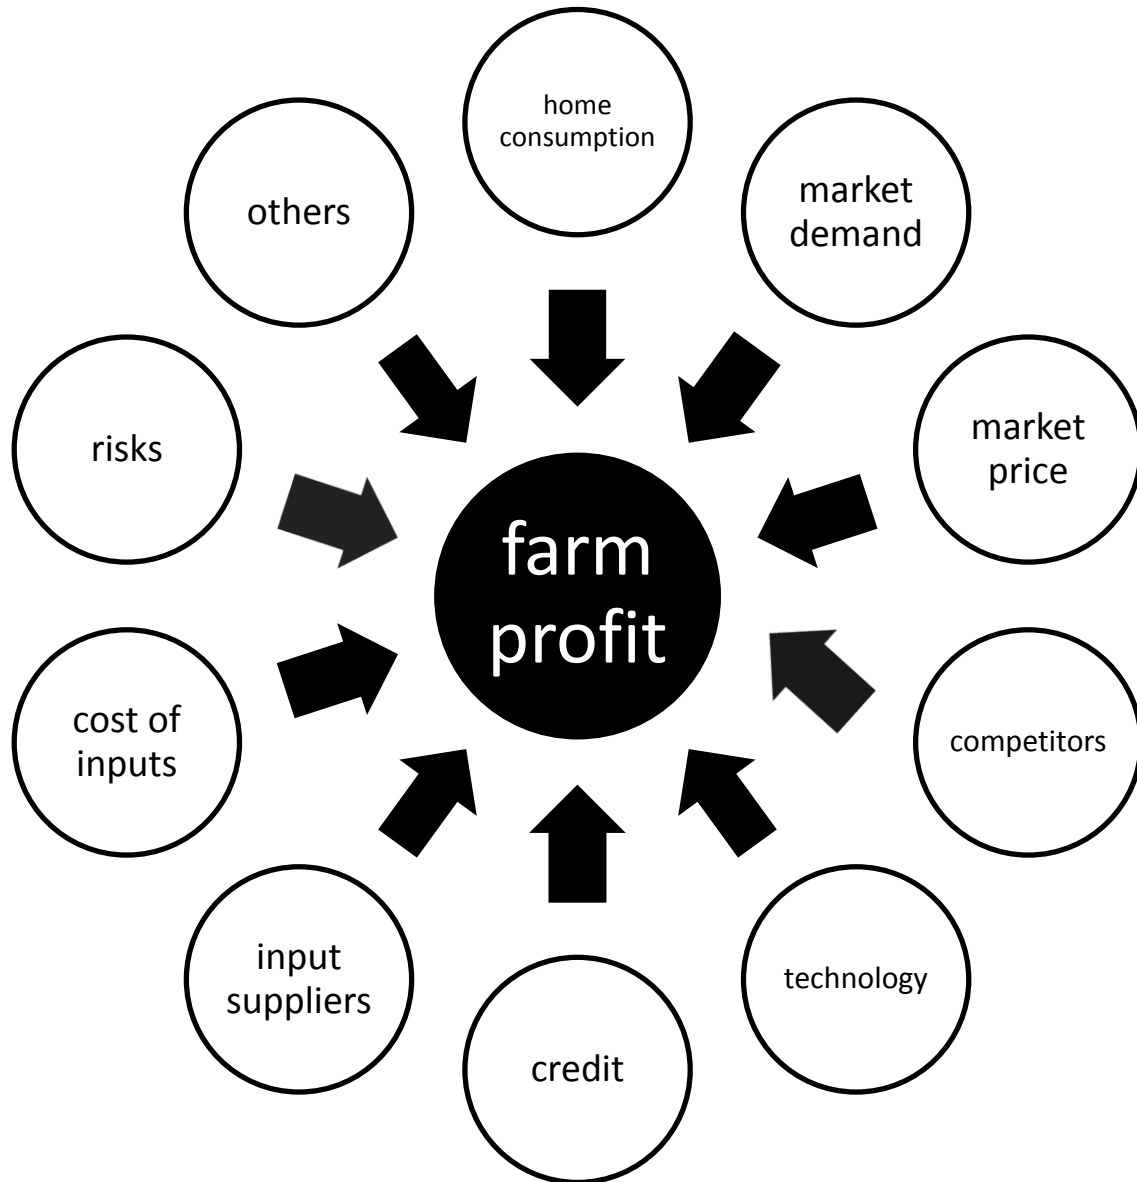 home
consumption
market
demand
market
price
competitors
technology
credit
input
suppliers
cost of
inputs
risks
others
farm
profit